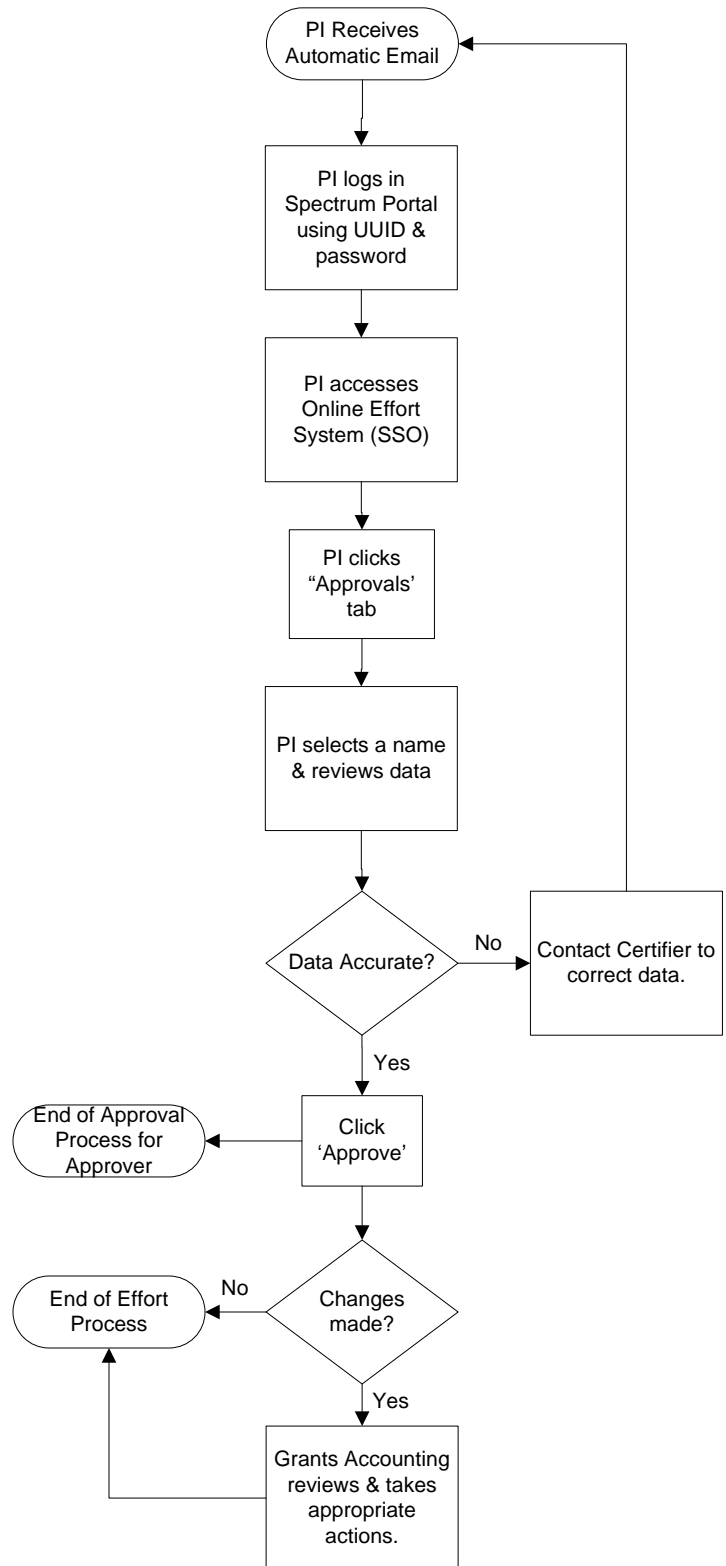 PI Receives
Automatic Email
PI logs in
Spectrum Portal
using UUID &
password
PI accesses
Online Effort
System (SSO)
PI clicks
“Approvals’
tab
PI selects a name
& reviews data
Data Accurate?
No
Contact Certifier to
correct data.
Yes
Click
‘Approve’
End of Approval
Process for
Approver
Changes
made?
No
End of Effort
Process
Yes
Grants Accounting
reviews & takes
appropriate
actions.